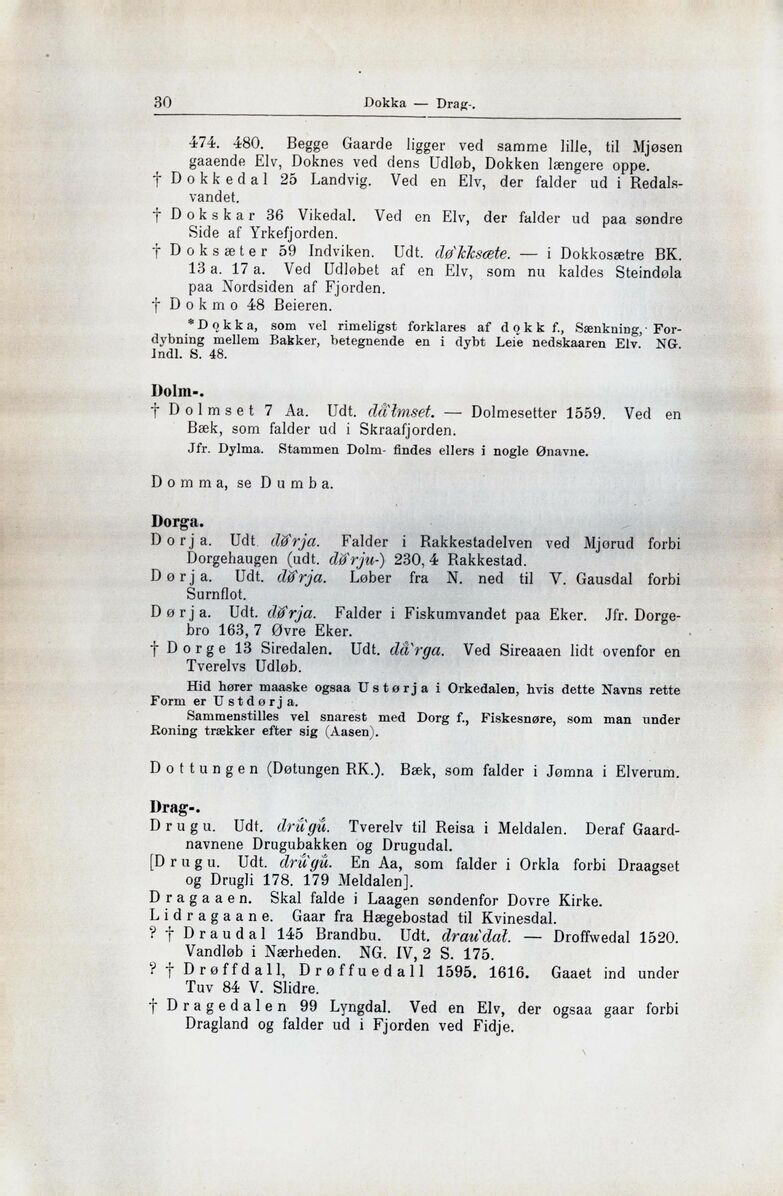 30 Dokka — Drag-.
474. 480. Begge Gaarde ligger ved samme lille, til Mjøsen
gaaende Elv, Doknes ved dens Udløb, Dokken længere oppe.
† Dokkedal 25 Landvig. Ved en Elv, der falder ud i Redals-
vandet.
† Dokskar 36 Vikedal. Ved en Elv, der falder ud paa søndre
Side af Yrkefjorden.
† Doksæter 59 Indviken. Udt. dø`kksæte. — i Dokkosætre BK.
13 a. 17 a. Ved Udløbet af en Elv, som nu kaldes Steindøla
paa Nordsiden af Fjorden.
† Dokmo 48 Beieren.
*Dǫkka, som vel rimeligst forklares af dǫkk f., Sænkning, For-
dybning mellem Bakker, betegnende en i dybt Leie nedskaaren Elv. NG.
Indl. S. 48.
Dolm-.
† Dolmset 7 Aa. Udt. då`łmset. — Dolmesetter 1559. Ved en
Bæk, som falder ud i Skraafjorden.
Jfr. Dylma. Stammen Dolm- findes ellers i nogle Ønavne.
Domma, se Dumba.
Dorga.
Dorja. Udt. dø̂`rja. Falder i Rakkestadelven ved Mjørud forbi
Dorgehaugen (udt. dø̂`rju-) 230, 4 Rakkestad.
Dørja. Udt. dø̂`rja. Løber fra N. ned til V. Gausdal forbi
Surnflot.
Dørja. Udt. dø̂`rja. Falder i Fiskumvandet paa Eker. Jfr. Dorge-
bro 163, 7 Øvre Eker.
† Dorge 13 Siredalen. Udt. då`rga. Ved Sireaaen lidt ovenfor en
Tverelvs Udløb.
Hid hører maaske ogsaa Ustørja i Orkedalen, hvis dette Navns rette
Form er Ustdørja.
Sammenstilles vel snarest med Dorg f., Fiskesnøre, som man under
Roning trækker efter sig (Aasen).
Dottungen (Døtungen RK.). Bæk, som falder i Jømna i Elverum.
Drag-.
Drugu. Udt. drů`gů. Tverelv til Reisa i Meldalen. Deraf Gaard-
navnene Drugubakken og Drugudal.
[Drugu. Udt. drů`gů. En Aa, som falder i Orkla forbi Draagset
og Drugli 178. 179 Meldalen].
Dragaaen. Skal falde i Laagen søndenfor Dovre Kirke.
Lidragaane. Gaar fra Hægebostad til Kvinesdal.
? † Draudal 145 Brandbu. Udt. drau`dał. — Droffwedal 1520.
Vandløb i Nærheden. NG. IV, 2 S. 175.
? † Drøffdall, Drøffuedall 1595. 1616. Gaaet ind under
Tuv 84 V. Slidre.
† Dragedalen 99 Lyngdal. Ved en Elv, der ogsaa gaar forbi
Dragland og falder ud i Fjorden ved Fidje.